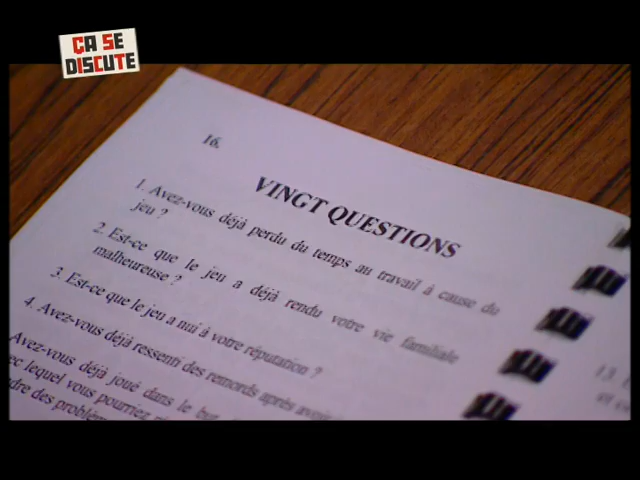 ÇA SE
DISCUTE
16.
VINGT QUESTIONS
1. Avez-vous déjà perdu du temps au travail à cause du
jeu ?
2. Est-ce que le jeu a déjà rendu votre vie familiale
malheureuse ?
3. Est-ce que le jeu a nui à votre réputation ?
4. Avez-vous déjà ressenti des remords après avoir
Avez-vous déjà joué dans le but
lequel vous pourriez
des
13.
et